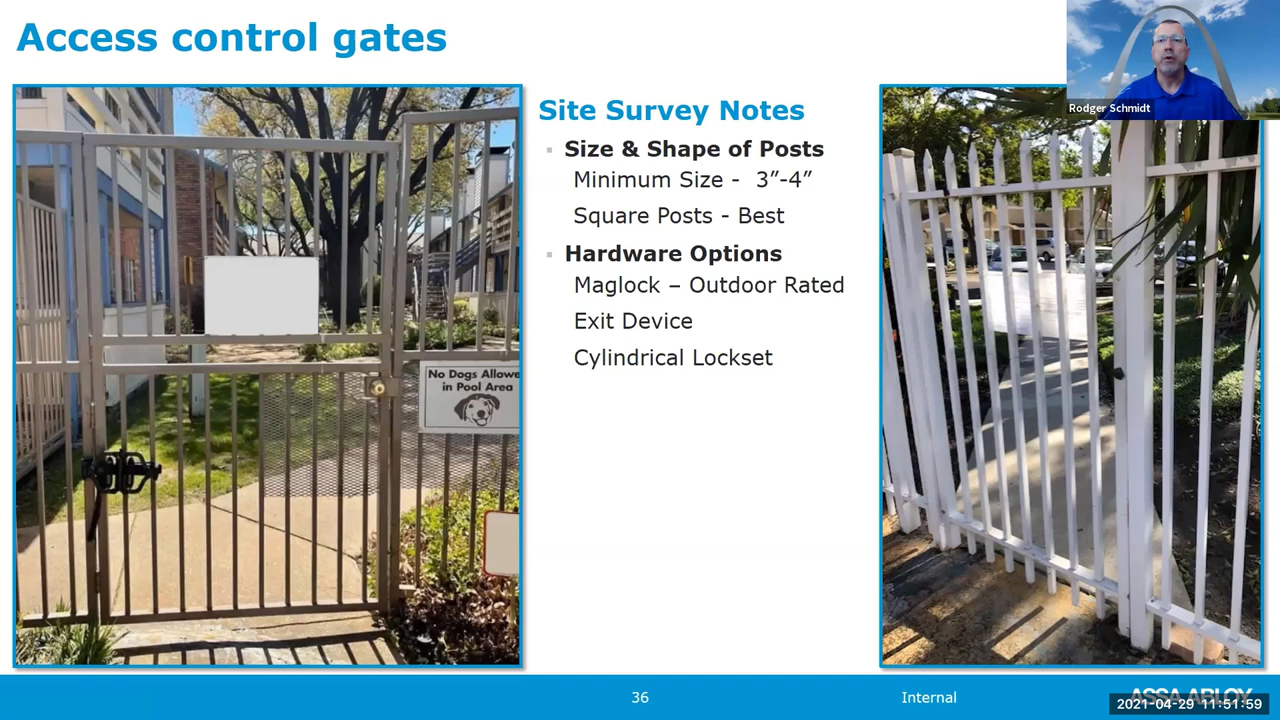 Access control gates
Rodger Schmidt
Site Survey Notes
Size & Shape of Posts
Minimum Size -  3”-4”
Square Posts - Best
Hardware Options
Maglock – Outdoor Rated
Exit Device
Cylindrical Lockset
No Dogs Allowe
in Pool Area
36
Internal
ASSA ABLOY
2021-04-29 11:51:59